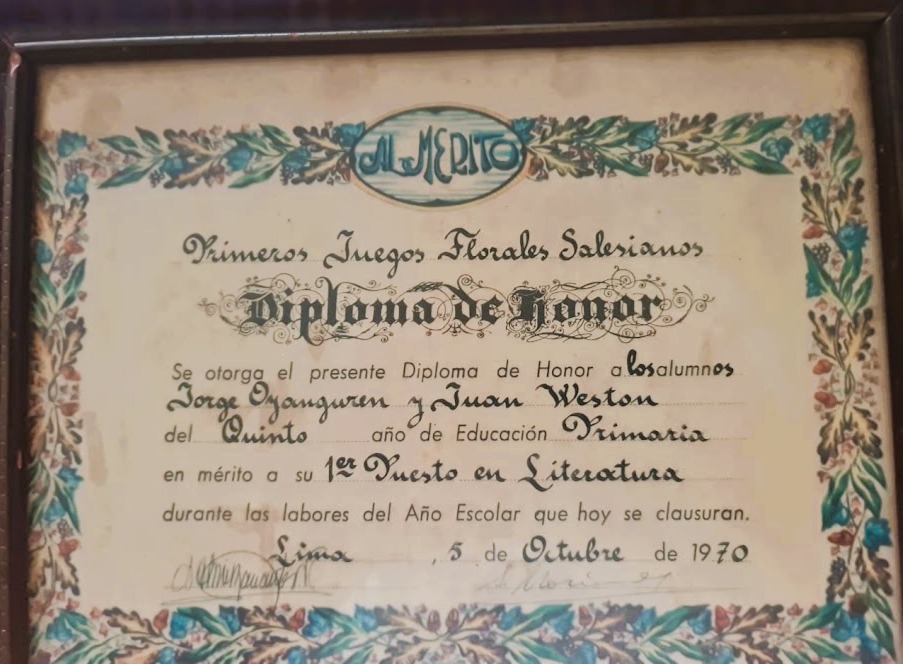 AL MERITO
Primeros Juegos Florales Salesianos
Diploma de Honor
Se otorga el presente Diploma de Honor a los alumnos
Jorge Oyanguren y Juan Weston
del Quinto año de Educación Primaria
en mérito a su 1er Puesto en Literatura
durante las labores del Año Escolar que hoy se clausuran.
Lima, 5 de Octubre de 1970